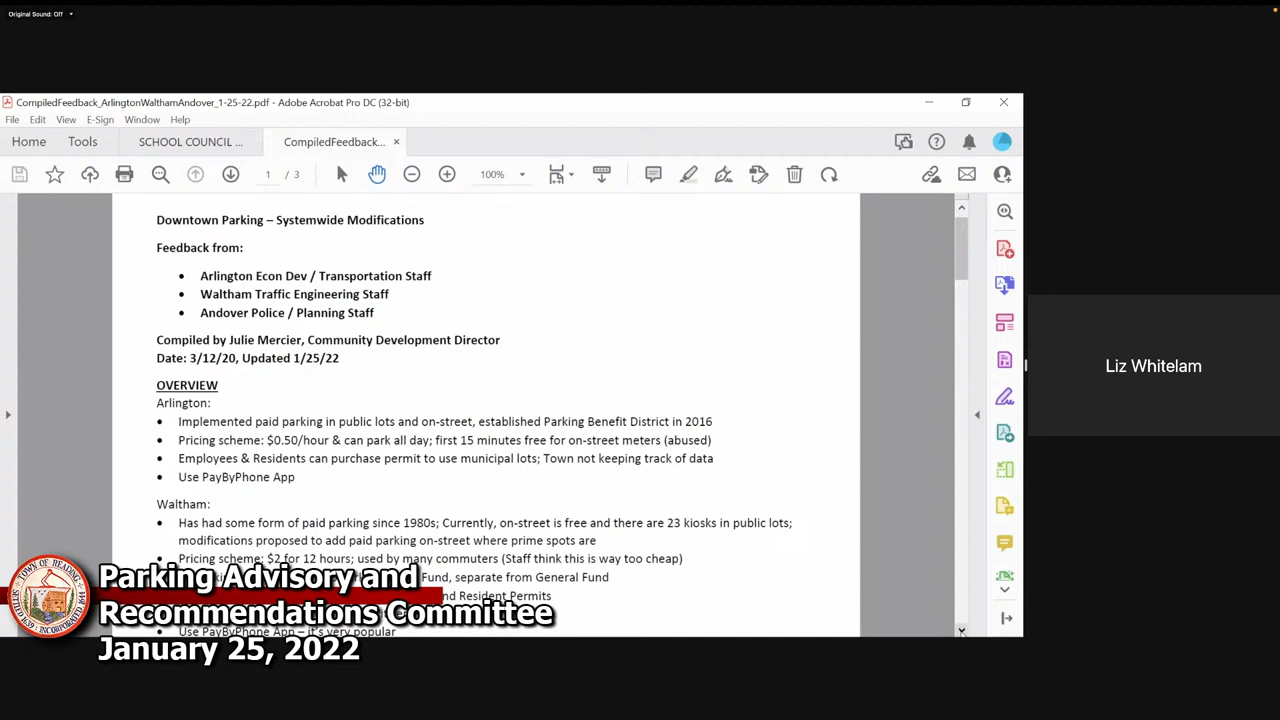 Original Sound: Off
CompiledFeedback_ArlingtonWalthamAndover_1-25-22.pdf - Adobe Acrobat Pro DC (32-bit)
File Edit View E-Sign Window Help
Home Tools SCHOOL COUNCIL ... CompiledFeedback...
1 / 3 100%
Downtown Parking – Systemwide Modifications
Feedback from:
• Arlington Econ Dev / Transportation Staff
• Waltham Traffic Engineering Staff
• Andover Police / Planning Staff
Compiled by Julie Mercier, Community Development Director
Date: 3/12/20, Updated 1/25/22
OVERVIEW
Arlington:
• Implemented paid parking in public lots and on-street, established Parking Benefit District in 2016
• Pricing scheme: $0.50/hour & can park all day; first 15 minutes free for on-street meters (abused)
• Employees & Residents can purchase permit to use municipal lots; Town not keeping track of data
• Use PayByPhone App
Waltham:
• Has had some form of paid parking since 1980s; Currently, on-street is free and there are 23 kiosks in public lots;
modifications proposed to add paid parking on-street where prime spots are
• Pricing scheme: $2 for 12 hours; used by many commuters (Staff think this is way too cheap)
Fund, separate from General Fund
nd Resident Permits
Use PayByPhone App – it's very popular
Liz Whitelam
TOWN OF READING
Parking Advisory and
Recommendations Committee
January 25, 2022